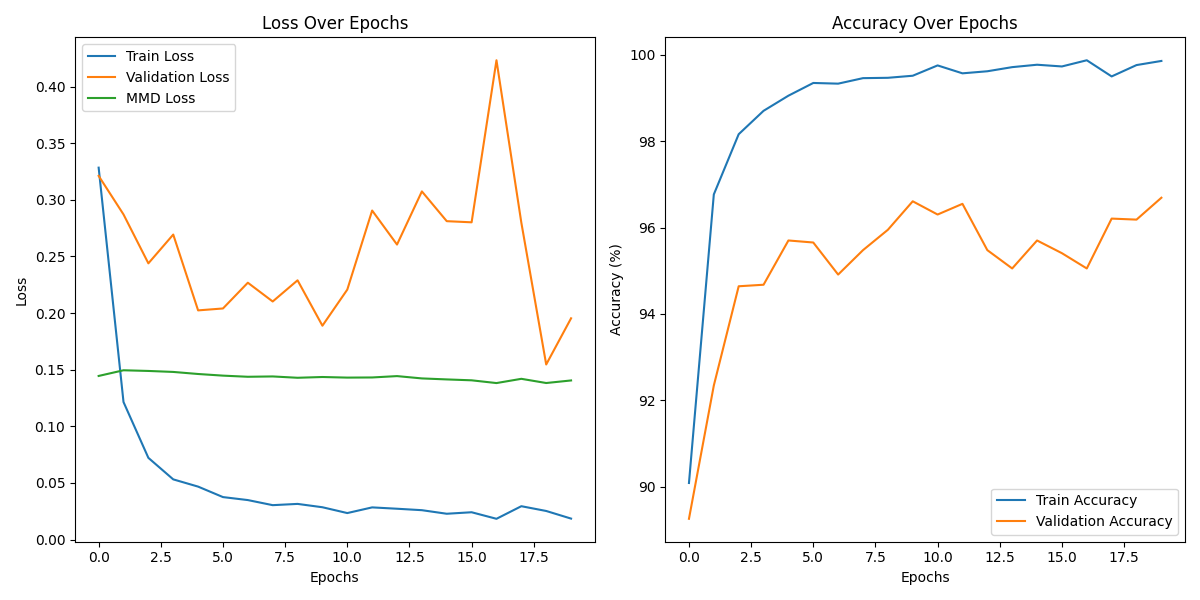 Loss Over Epochs
Train Loss
Validation Loss
MMD Loss
Loss
0.40
0.35
0.30
0.25
0.20
0.15
0.10
0.05
0.00
0.0 2.5 5.0 7.5 10.0 12.5 15.0 17.5
Epochs
Accuracy Over Epochs
Accuracy (%)
100
98
96
94
92
90
Train Accuracy
Validation Accuracy
0.0 2.5 5.0 7.5 10.0 12.5 15.0 17.5
Epochs